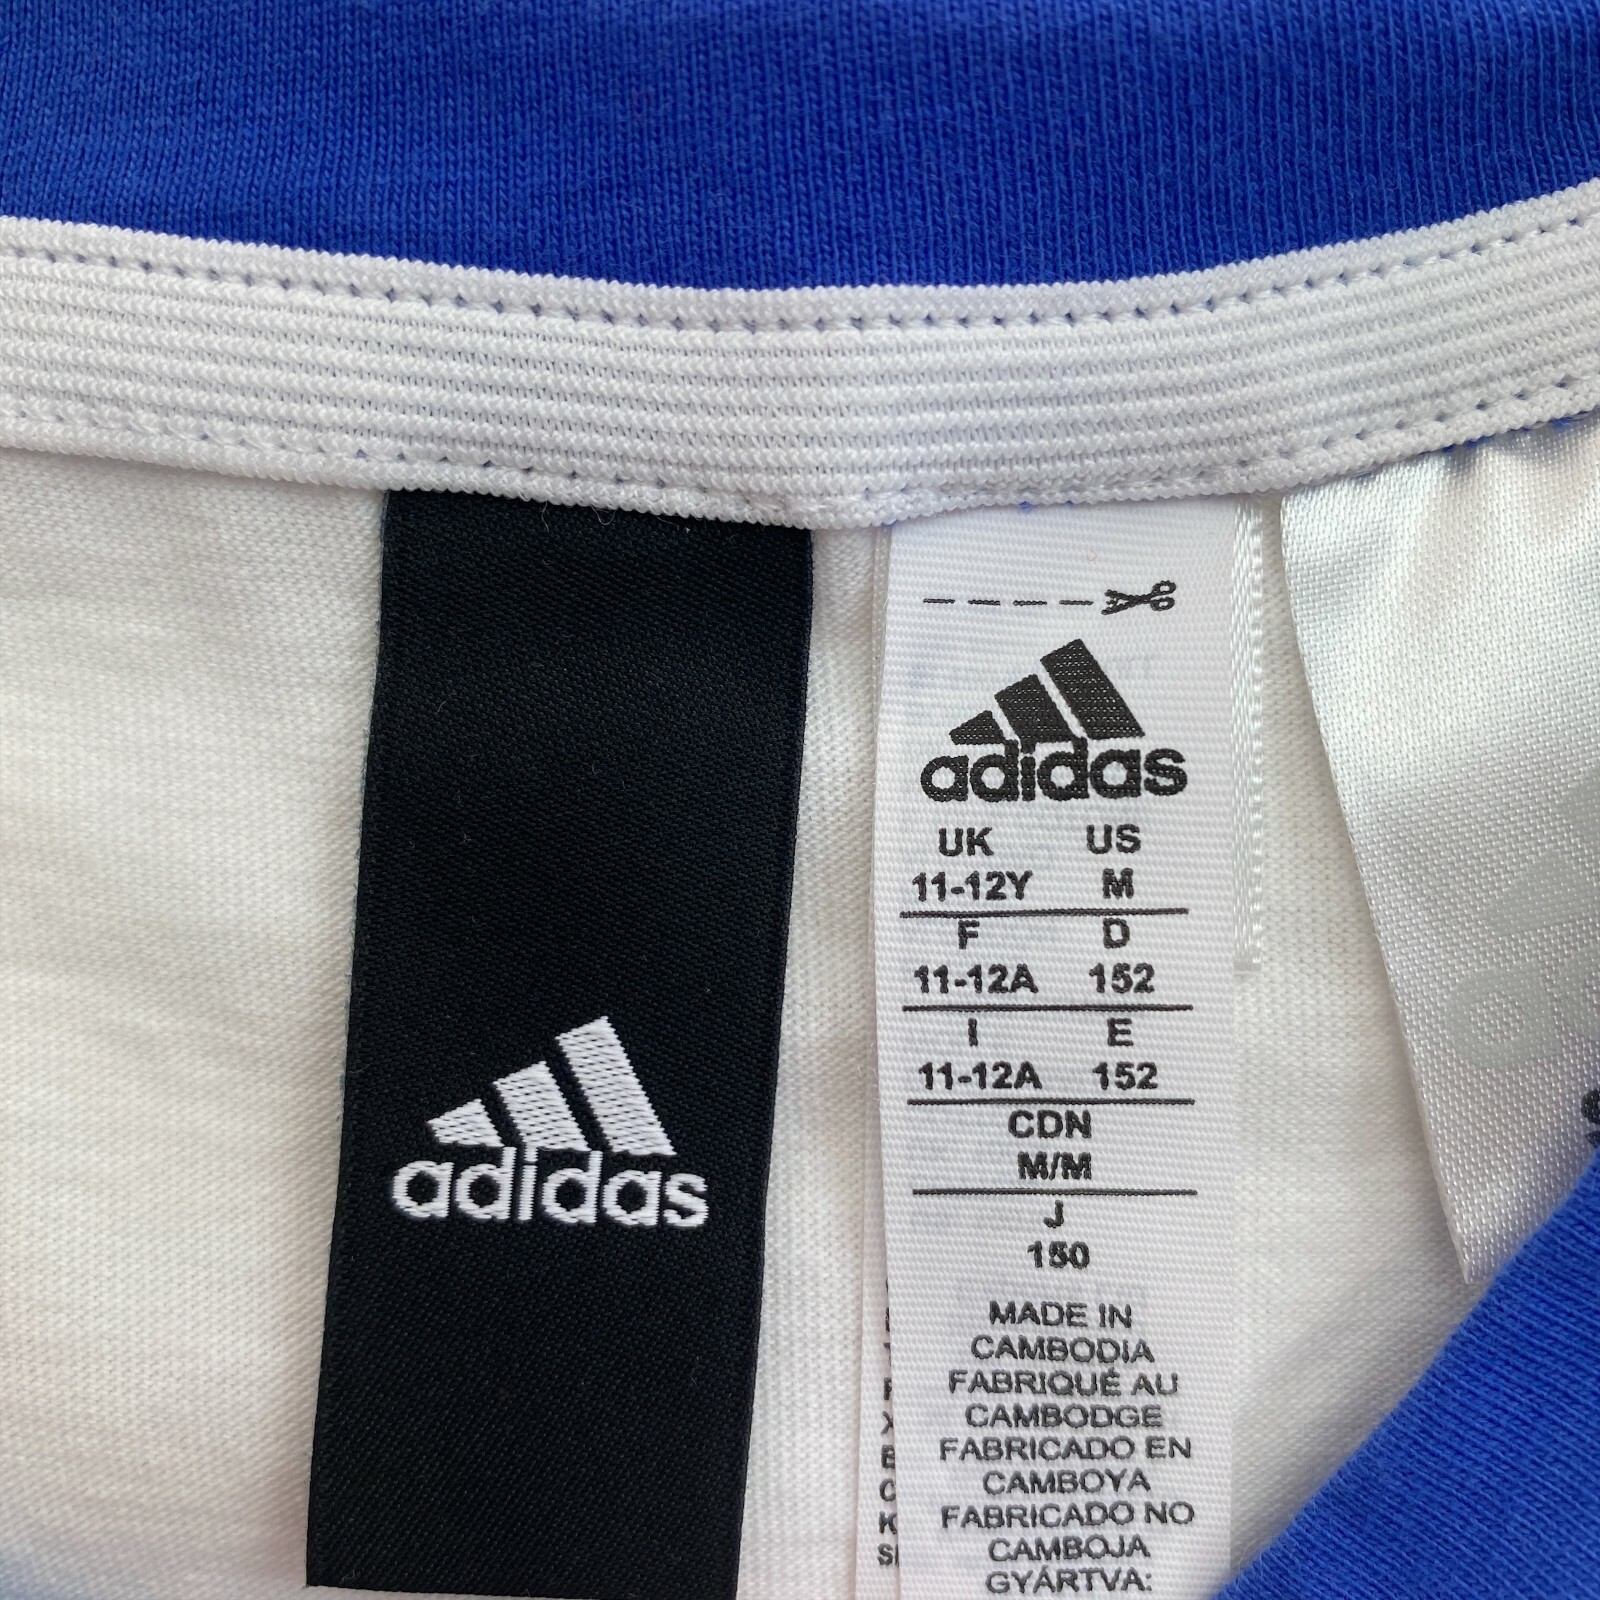 adidas
adidas
UK US
11-12Y M
F D
11-12A 152
I E
11-12A 152
CDN
M/M
J
150
MADE IN
CAMBODIA
FABRIQUÉ AU
CAMBODGE
FABRICADO EN
CAMBOYA
FABRICADO NO
CAMBOJA
GYÁRTVA: